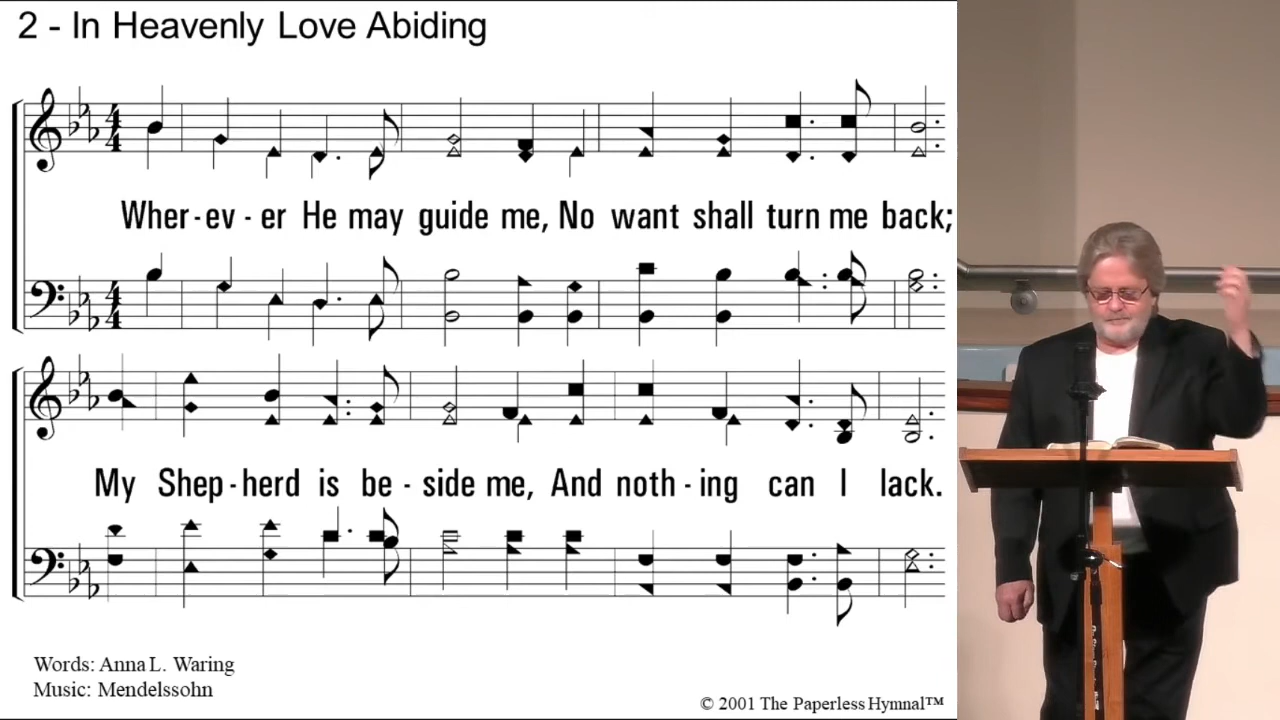 2 - In Heavenly Love Abiding
Wher - ev - er He may guide me, No want shall turn me back;
My Shep - herd is be - side me, And noth - ing can I lack.
Words: Anna L. Waring
Music: Mendelssohn
© 2001 The Paperless Hymnal™